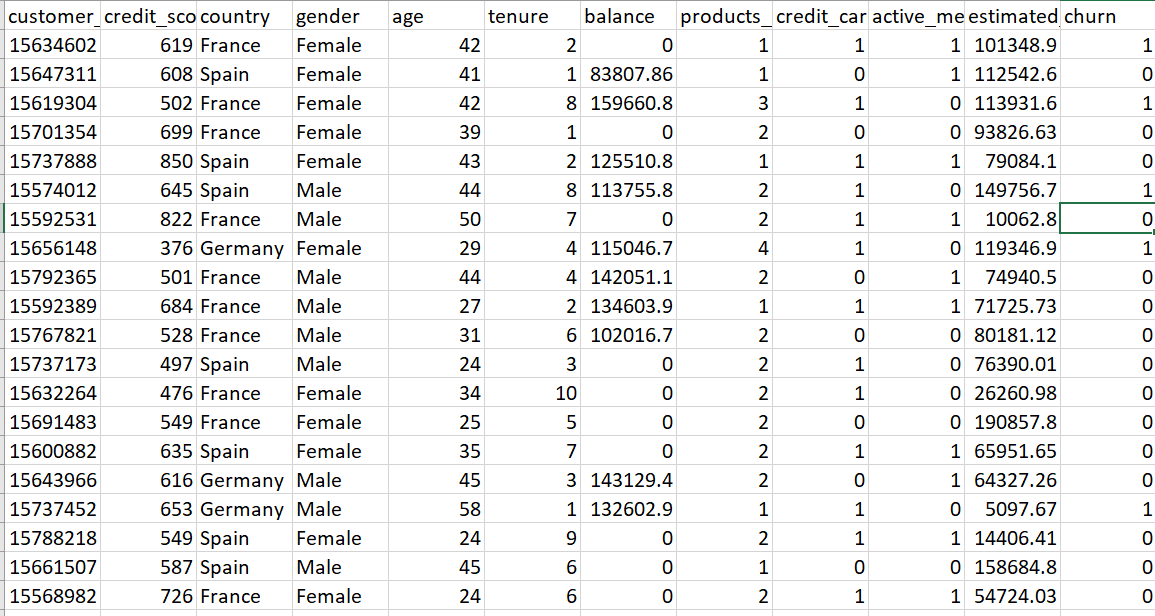 customer_ credit_sco country gender age tenure balance products_ credit_car active_me estimated_ churn
15634602 619 France Female 42 2 0 1 1 1 101348.9 1
15647311 608 Spain Female 41 1 83807.86 1 0 1 112542.6 0
15619304 502 France Female 42 8 159660.8 3 1 0 113931.6 1
15701354 699 France Female 39 1 0 2 0 0 93826.63 0
15737888 850 Spain Female 43 2 125510.8 1 1 1 79084.1 0
15574012 645 Spain Male 44 8 113755.8 2 1 0 149756.7 1
15592531 822 France Male 50 7 0 2 1 1 10062.8 0
15656148 376 Germany Female 29 4 115046.7 4 1 0 119346.9 1
15792365 501 France Male 44 4 142051.1 2 0 1 74940.5 0
15592389 684 France Male 27 2 134603.9 1 1 1 71725.73 0
15767821 528 France Male 31 6 102016.7 2 0 0 80181.12 0
15737173 497 Spain Male 24 3 0 2 1 0 76390.01 0
15632264 476 France Female 34 10 0 2 1 0 26260.98 0
15691483 549 France Female 25 5 0 2 0 0 190857.8 0
15600882 635 Spain Female 35 7 0 2 1 1 65951.65 0
15643966 616 Germany Male 45 3 143129.4 2 0 1 64327.26 0
15737452 653 Germany Male 58 1 132602.9 1 1 0 5097.67 1
15788218 549 Spain Female 24 9 0 2 1 1 14406.41 0
15661507 587 Spain Male 45 6 0 1 0 0 158684.8 0
15568982 726 France Female 24 6 0 2 1 1 54724.03 0